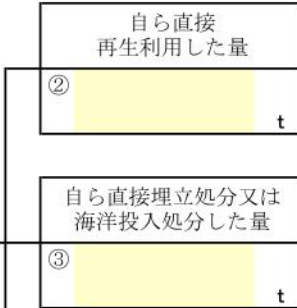 自ら直接
再生利用した量
②
t
自ら直接埋立処分又は
海洋投入処分した量
③
t